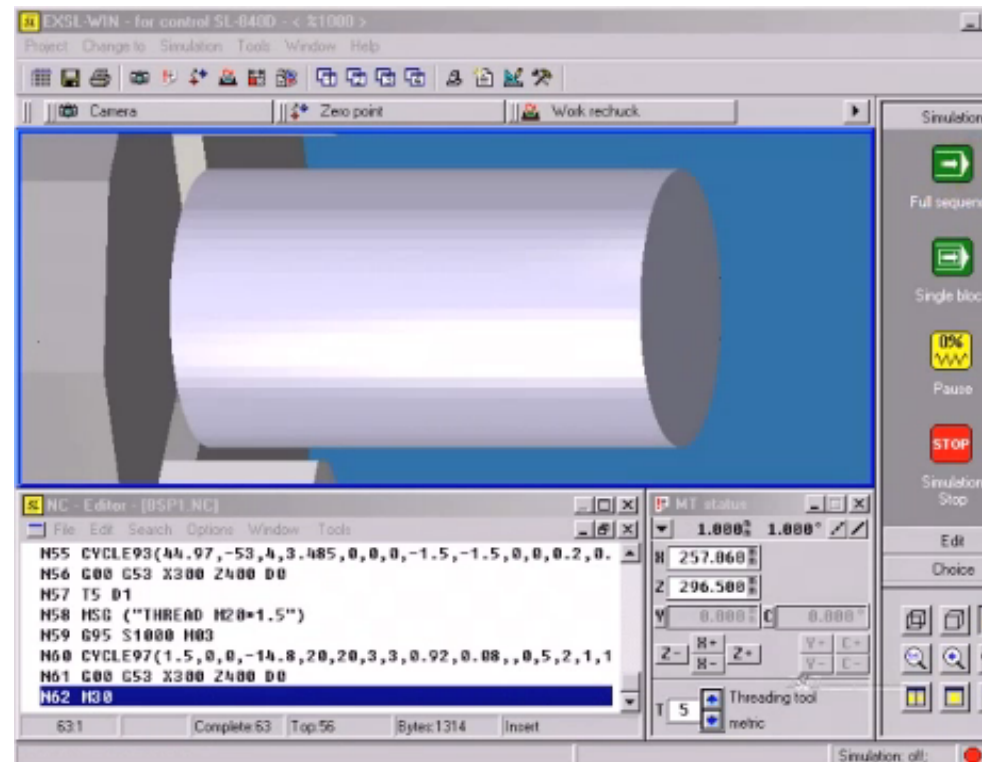 EXSL-WIN - for control SL-840D - < %1000 >
Project Change to Simulation Tools Window Help
Camera Zero point Work rechuck
Simulation
Full sequenc
Single bloc
0%
Pause
STOP
Simulation
Stop
Edit
Choice
NC - Editor - [BSP1.NC]
File Edit Search Options Window Tools
N55 CYCLE93(44.97,-53,4,3.485,0,0,0,-1.5,-1.5,0,0,0.2,0.
N56 G00 G53 X300 Z400 D0
N57 T5 D1
N58 MSG ("THREAD M20*1.5")
N59 G95 S1000 M03
N60 CYCLE97(1.5,0,0,-14.8,20,20,3,3,0.92,0.08,,0,5,2,1,1
N61 G00 G53 X300 Z400 D0
N62 M30
63:1 Complete:63 Top:56 Bytes:1314 Insert
MT status
1.000 1.000°
X 257.060
Z 296.500
Y 0.000 C 0.000°
Z- X+ X- Z+ Y+ Y- C+ C-
T 5 Threading tool
metric
Simulation: off;